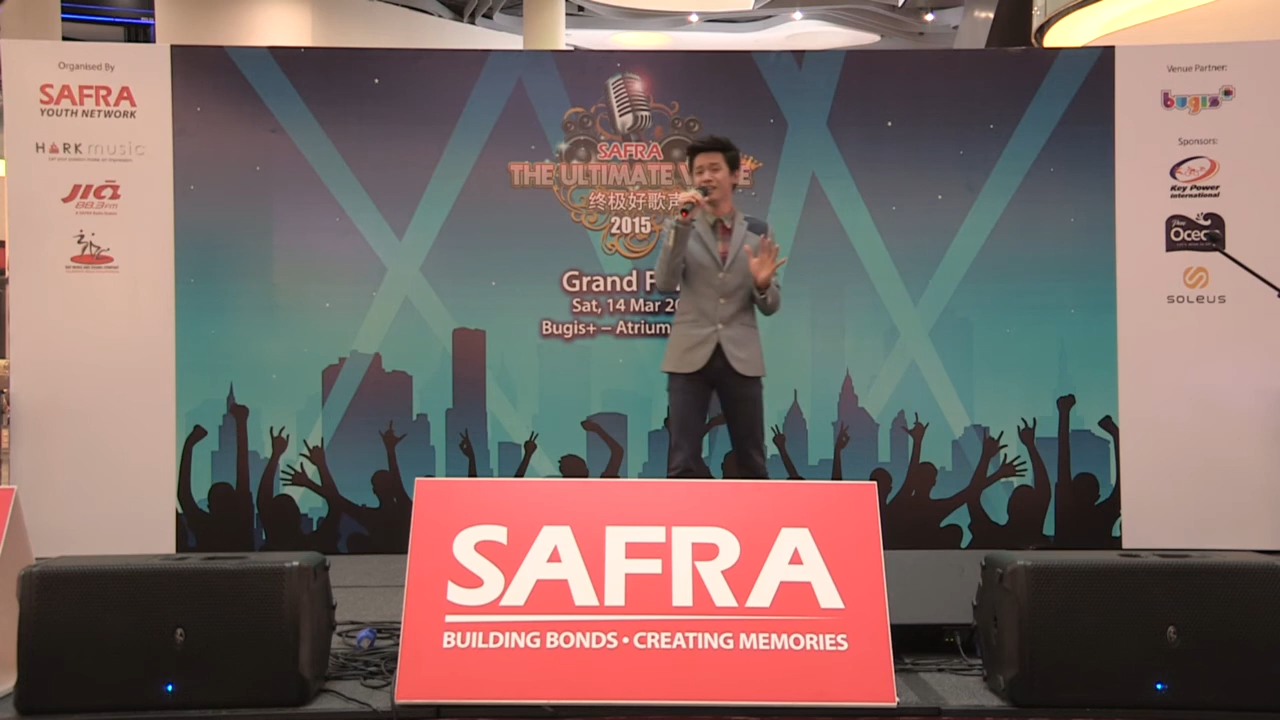 Organised By
SAFRA
YOUTH NETWORK
HARK music
JIA
88.3FM
SAFRA
THE ULTIMATE V
终极好歌声
2015
Grand F
Sat, 14 Mar 20
Bugis+ – Atrium
Venue Partner:
bugis
Sponsors:
Key Power
International
Ocec
SOLEUS
SAFRA
BUILDING BONDS • CREATING MEMORIES